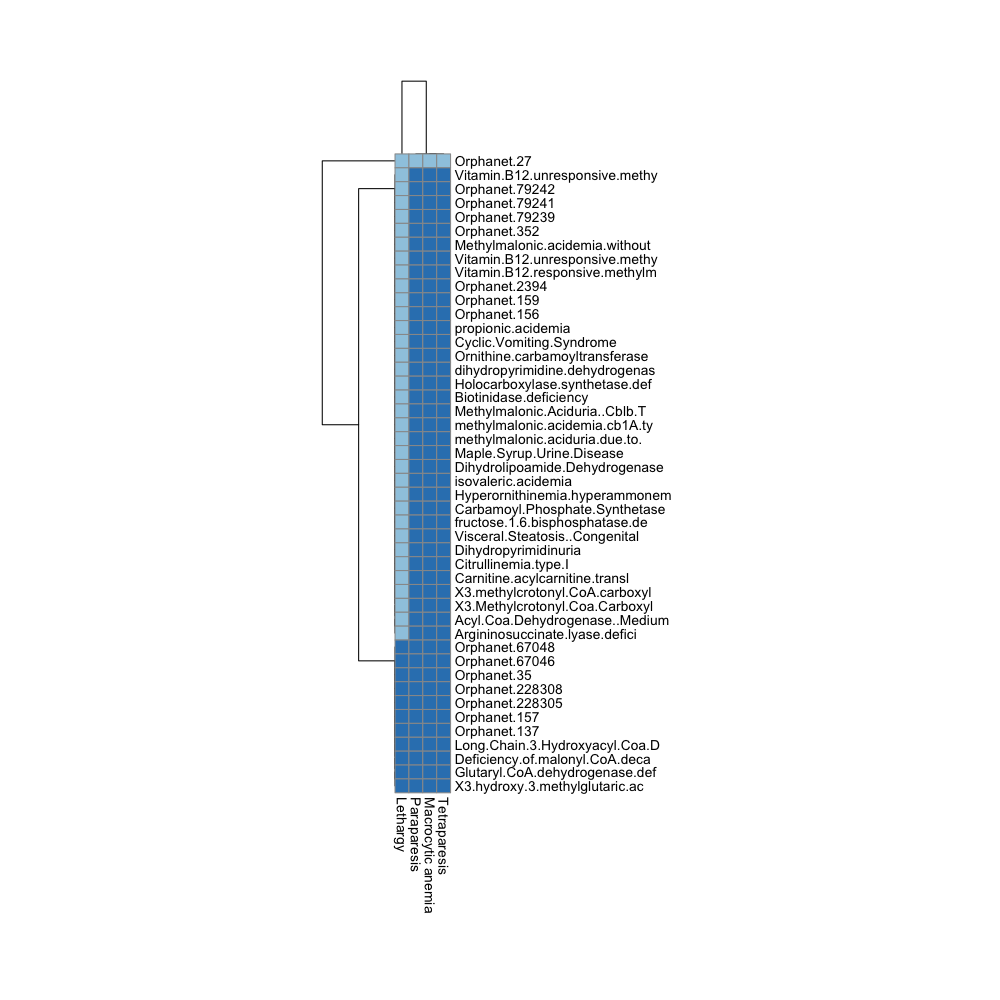 Orphanet.27
Vitamin.B12.unresponsive.methy
Orphanet.79242
Orphanet.79241
Orphanet.79239
Orphanet.352
Methylmalonic.acidemia.without
Vitamin.B12.unresponsive.methy
Vitamin.B12.responsive.methylm
Orphanet.2394
Orphanet.159
Orphanet.156
propionic.acidemia
Cyclic.Vomiting.Syndrome
Ornithine.carbamoyltransferase
dihydropyrimidine.dehydrogenas
Holocarboxylase.synthetase.def
Biotinidase.deficiency
Methylmalonic.Aciduria..Cblb.T
methylmalonic.acidemia.cb1A.ty
methylmalonic.aciduria.due.to.
Maple.Syrup.Urine.Disease
Dihydrolipoamide.Dehydrogenase
isovaleric.acidemia
Hyperornithinemia.hyperammonem
Carbamoyl.Phosphate.Synthetase
fructose.1.6.bisphosphatase.de
Visceral.Steatosis..Congenital
Dihydropyrimidinuria
Citrullinemia.type.I
Carnitine.acylcarnitine.transl
X3.methylcrotonyl.CoA.carboxyl
X3.Methylcrotonyl.Coa.Carboxyl
Acyl.Coa.Dehydrogenase..Medium
Argininosuccinate.lyase.defici
Orphanet.67048
Orphanet.67046
Orphanet.35
Orphanet.228308
Orphanet.228305
Orphanet.157
Orphanet.137
Long.Chain.3.Hydroxyacyl.Coa.D
Deficiency.of.malonyl.CoA.deca
Glutaryl.CoA.dehydrogenase.def
X3.hydroxy.3.methylglutaric.ac
Lethargy
Paraparesis
Macrocytic anemia
Tetraparesis